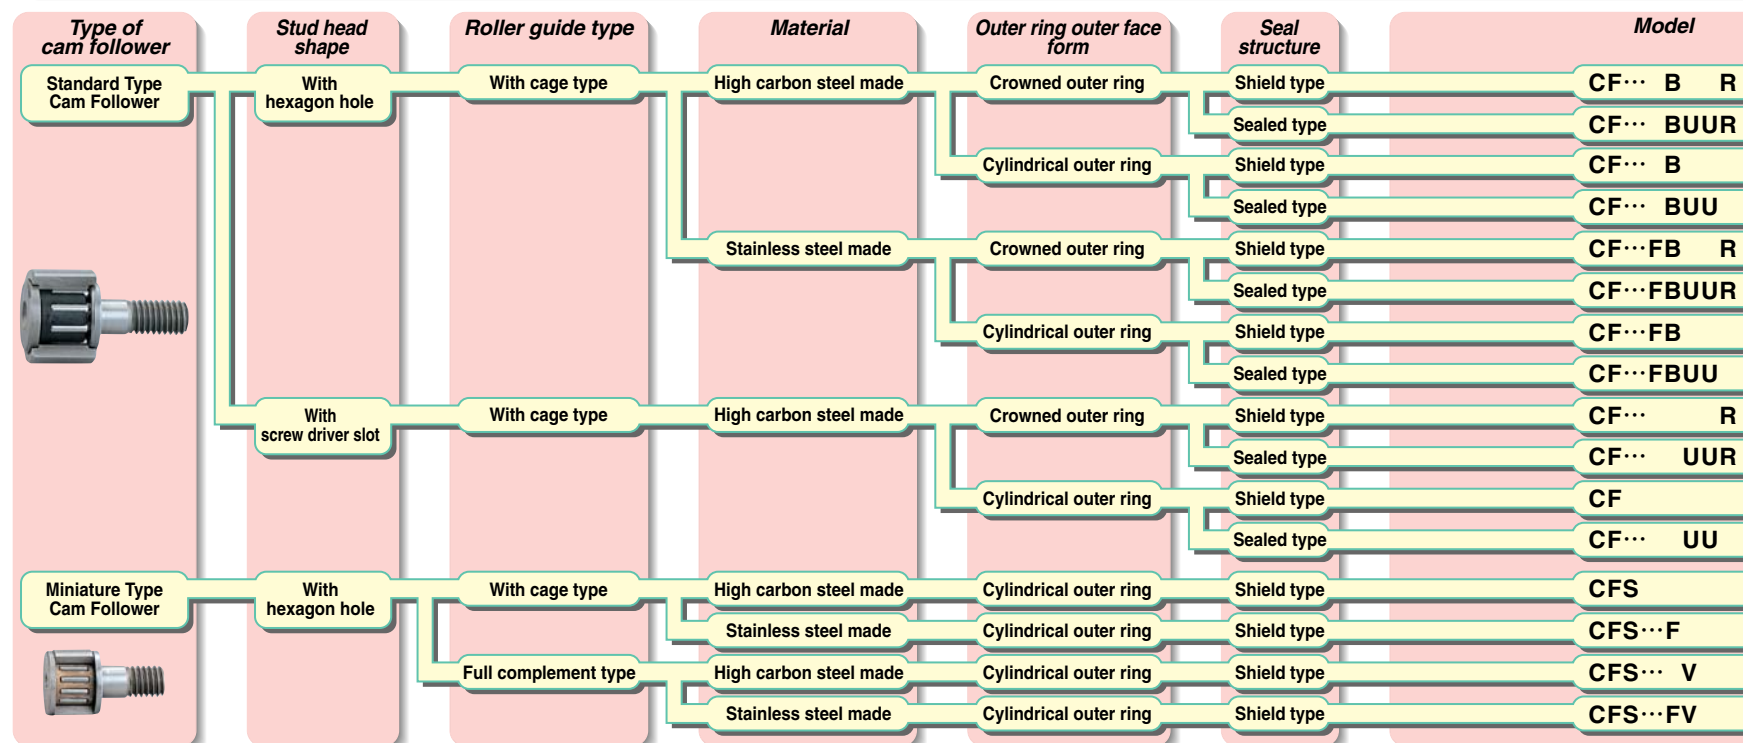 Type of cam follower
Stud head shape
Roller guide type
Material
Outer ring outer face form
Seal structure
Model
Standard Type Cam Follower
With hexagon hole
With cage type
High carbon steel made
Crowned outer ring
Shield type
CF··· B R
Sealed type
CF··· BUUR
Cylindrical outer ring
Shield type
CF··· B
Sealed type
CF··· BUU
Stainless steel made
Crowned outer ring
Shield type
CF···FB R
Sealed type
CF···FBUUR
Cylindrical outer ring
Shield type
CF···FB
Sealed type
CF···FBUU
With screw driver slot
With cage type
High carbon steel made
Crowned outer ring
Shield type
CF··· R
Sealed type
CF··· UUR
Cylindrical outer ring
Shield type
CF
Sealed type
CF··· UU
Miniature Type Cam Follower
With hexagon hole
With cage type
High carbon steel made
Cylindrical outer ring
Shield type
CFS
Stainless steel made
Cylindrical outer ring
Shield type
CFS···F
Full complement type
High carbon steel made
Cylindrical outer ring
Shield type
CFS··· V
Stainless steel made
Cylindrical outer ring
Shield type
CFS···FV